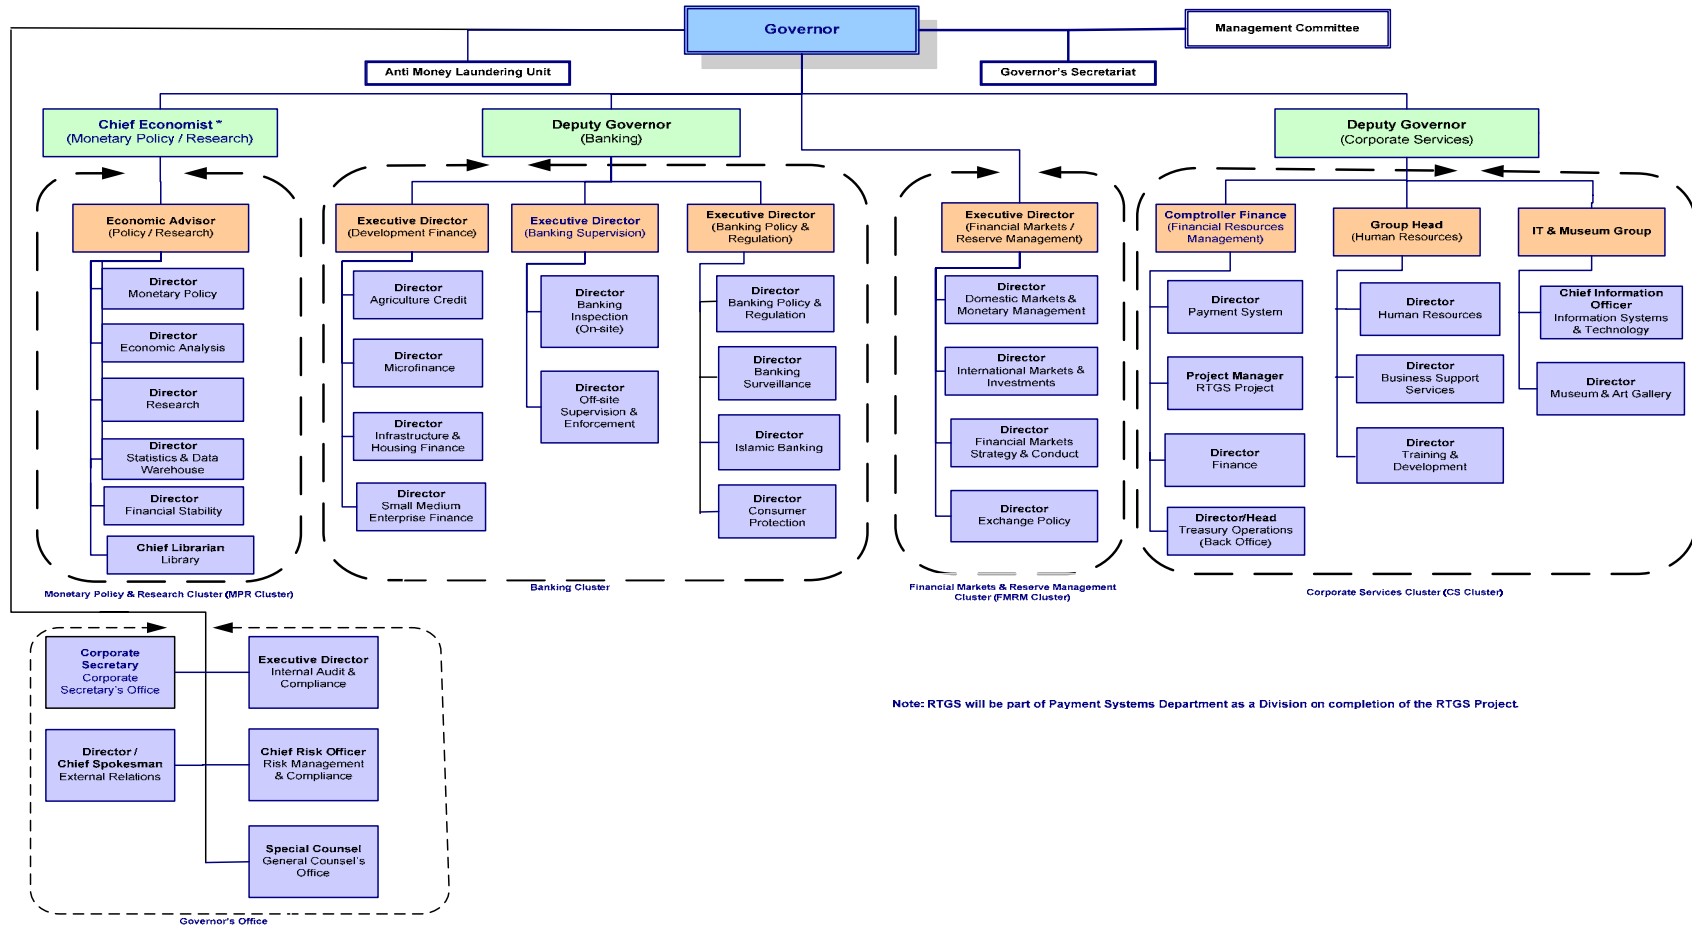 Governor
Management Committee
Anti Money Laundering Unit
Governor's Secretariat
Chief Economist *
(Monetary Policy / Research)
Deputy Governor
(Banking)
Deputy Governor
(Corporate Services)
Economic Advisor
(Policy / Research)
Director
Monetary Policy
Director
Economic Analysis
Director
Research
Director
Statistics & Data
Warehouse
Director
Financial Stability
Chief Librarian
Library
Monetary Policy & Research Cluster (MPR Cluster)
Executive Director
(Development Finance)
Director
Agriculture Credit
Director
Microfinance
Director
Infrastructure &
Housing Finance
Director
Small Medium
Enterprise Finance
Executive Director
(Banking Supervision)
Director
Banking
Inspection
(On-site)
Director
Off-site
Supervision &
Enforcement
Executive Director
(Banking Policy &
Regulation)
Director
Banking Policy &
Regulation
Director
Banking
Surveillance
Director
Islamic Banking
Director
Consumer
Protection
Banking Cluster
Executive Director
(Financial Markets /
Reserve Management)
Director
Domestic Markets &
Monetary Management
Director
International Markets &
Investments
Director
Financial Markets
Strategy & Conduct
Director
Exchange Policy
Financial Markets & Reserve Management
Cluster (FMRM Cluster)
Comptroller Finance
(Financial Resources
Management)
Director
Payment System
Project Manager
RTGS Project
Director
Finance
Director/Head
Treasury Operations
(Back Office)
Group Head
(Human Resources)
Director
Human Resources
Director
Business Support
Services
Director
Training &
Development
IT & Museum Group
Chief Information
Officer
Information Systems
& Technology
Director
Museum & Art Gallery
Corporate Services Cluster (CS Cluster)
Corporate
Secretary
Corporate
Secretary's Office
Executive Director
Internal Audit &
Compliance
Director /
Chief Spokesman
External Relations
Chief Risk Officer
Risk Management
& Compliance
Special Counsel
General Counsel's
Office
Governor's Office
Note: RTGS will be part of Payment Systems Department as a Division on completion of the RTGS Project.